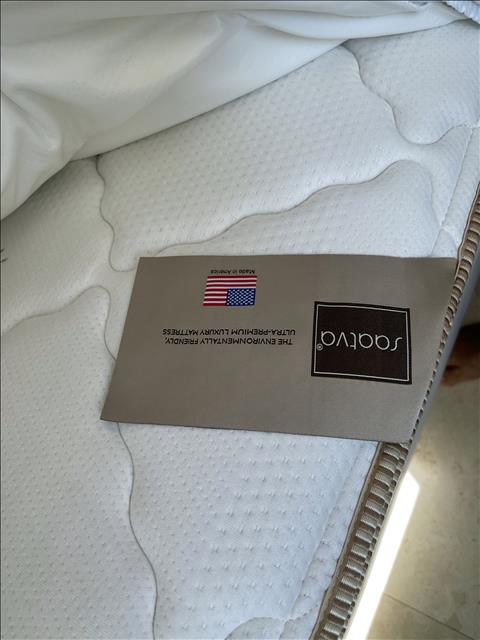 saatva®
THE ENVIRONMENTALLY FRIENDLY,
ULTRA-PREMIUM LUXURY MATTRESS
Made in America